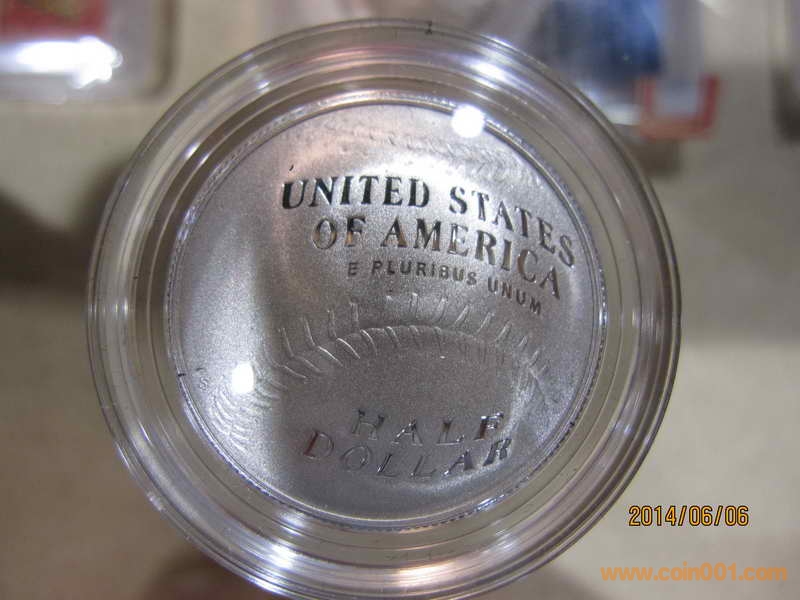 UNITED STATES
OF AMERICA
E PLURIBUS UNUM
HALF
DOLLAR
2014/06/06
www.coin001.com